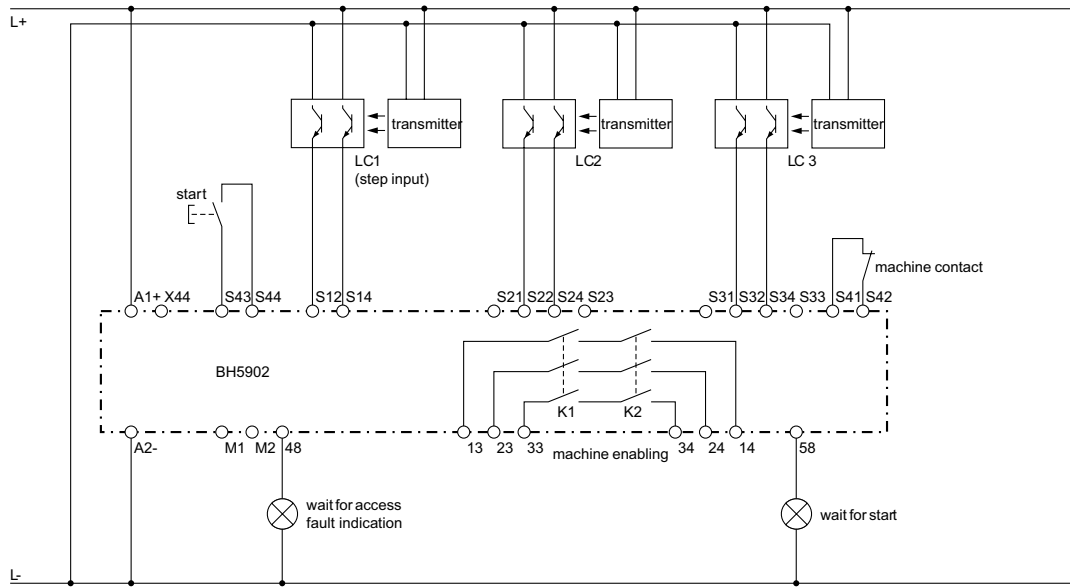 L+
transmitter
transmitter
transmitter
LC1
(step input)
LC2
LC 3
start
machine contact
A1+ X44 S43 S44 S12 S14 S21 S22 S24 S23 S31 S32 S34 S33 S41 S42
BH5902
K1 K2
A2- M1 M2 48 13 23 33 machine enabling 34 24 14 58
wait for access
fault indication
wait for start
L-